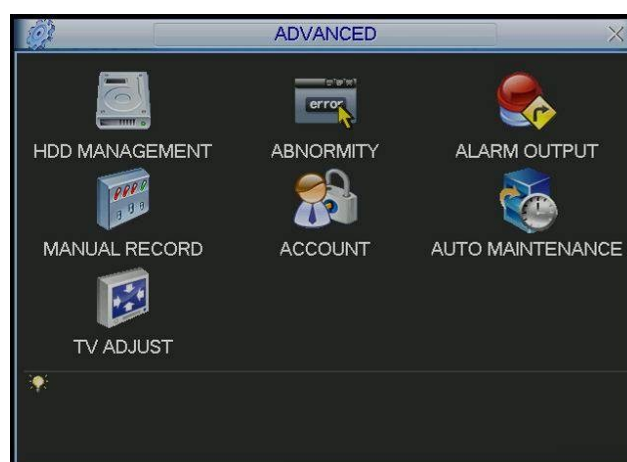 ADVANCED
error
HDD MANAGEMENT ABNORMITY ALARM OUTPUT
MANUAL RECORD ACCOUNT AUTO MAINTENANCE
TV ADJUST